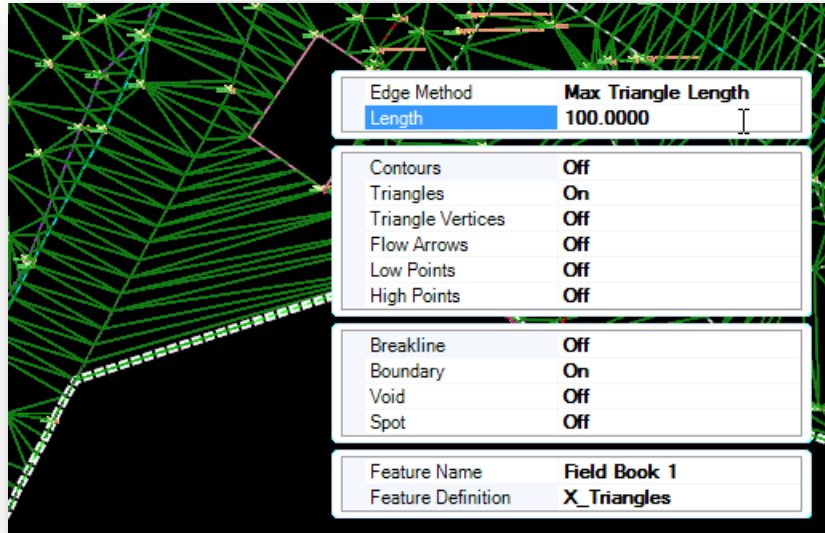 Edge Method Max Triangle Length
Length 100.0000
Contours Off
Triangles On
Triangle Vertices Off
Flow Arrows Off
Low Points Off
High Points Off
Breakline Off
Boundary On
Void Off
Spot Off
Feature Name Field Book 1
Feature Definition X_Triangles